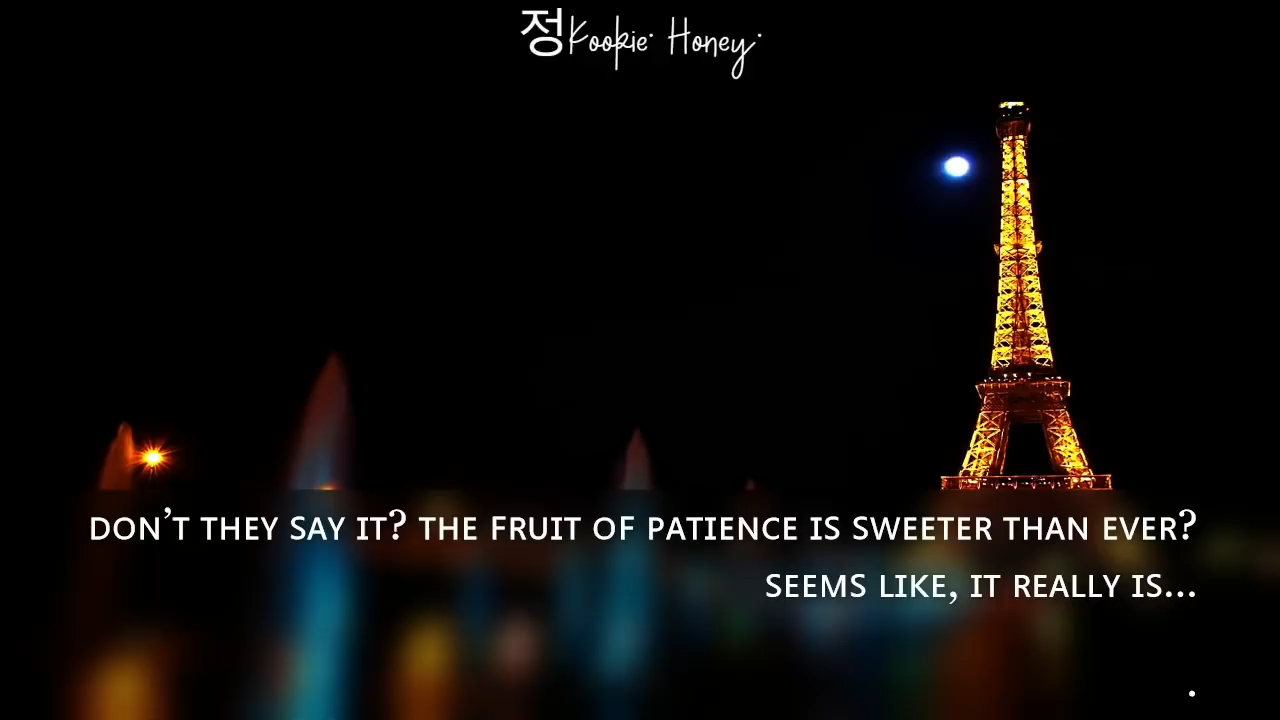 정Kookie Honey
DON’T THEY SAY IT? THE FRUIT OF PATIENCE IS SWEETER THAN EVER?
SEEMS LIKE, IT REALLY IS...
.